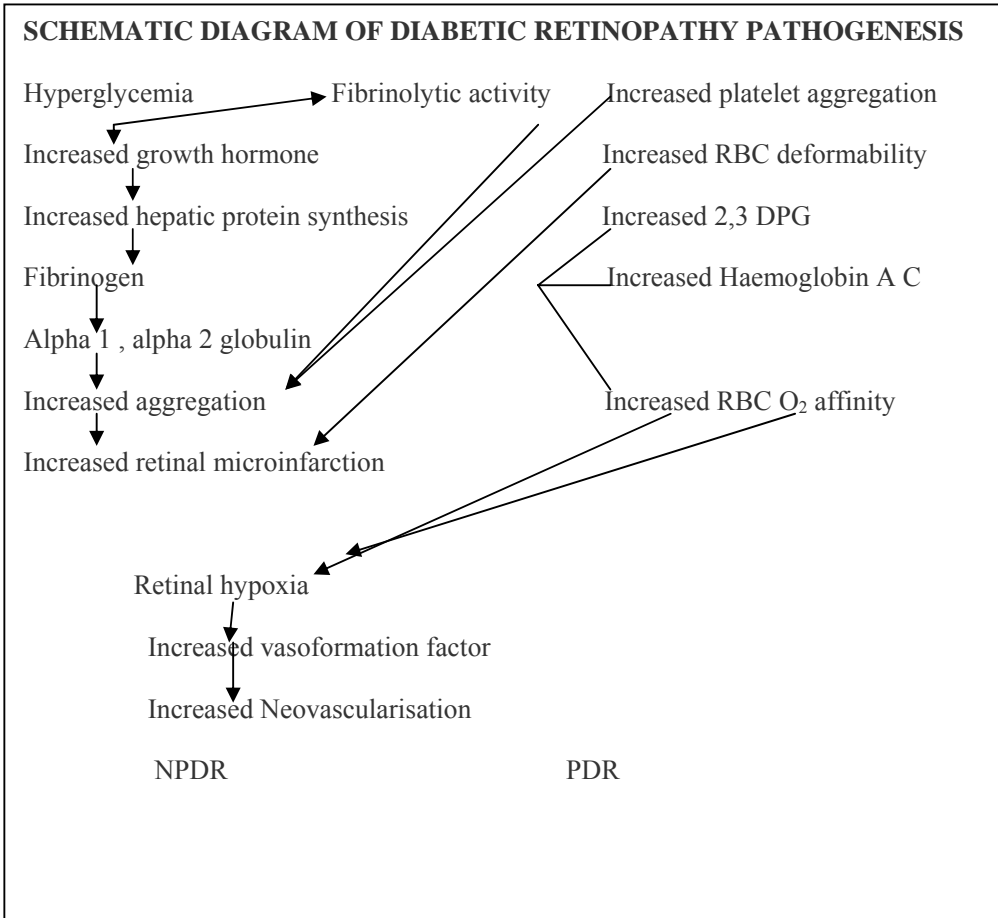 SCHEMATIC DIAGRAM OF DIABETIC RETINOPATHY PATHOGENESIS
Hyperglycemia Fibrinolytic activity Increased platelet aggregation
Increased growth hormone Increased RBC deformability
Increased hepatic protein synthesis Increased 2,3 DPG
Fibrinogen Increased Haemoglobin A C
Alpha 1 , alpha 2 globulin
Increased aggregation Increased RBC O₂ affinity
Increased retinal microinfarction
Retinal hypoxia
Increased vasoformation factor
Increased Neovascularisation
NPDR PDR